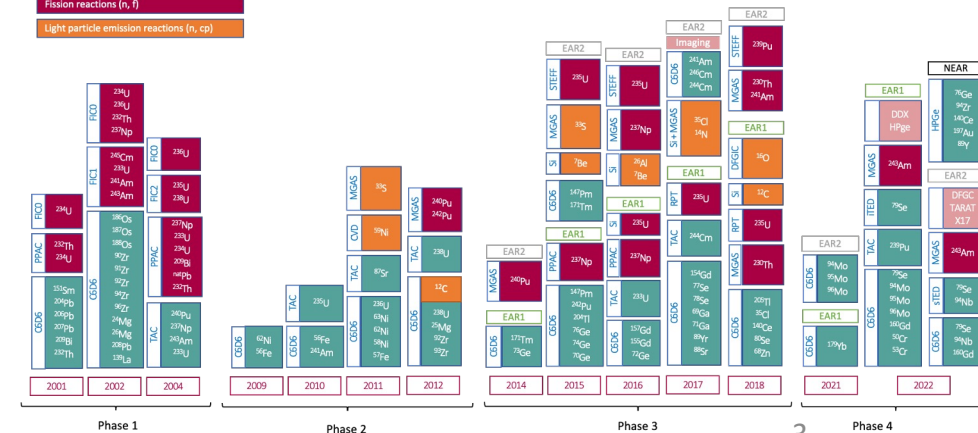 Fission reactions (n, f)
Light particle emission reactions (n, cp)
FIC0
²³⁴U
PPAC
²³²Th
²³⁴U
C6D6
¹⁵¹Sm
²⁰⁴Pb
²⁰⁶Pb
²⁰⁷Pb
²⁰⁹Bi
²³²Th
2001
FIC0
²³⁴U
²³⁶U
²³²Th
²³⁷Np
FIC1
²⁴⁵Cm
²³³U
²⁴¹Am
²⁴³Am
C6D6
¹⁸⁶Os
¹⁸⁷Os
¹⁸⁸Os
⁹⁰Zr
⁹¹Zr
⁹²Zr
⁹⁴Zr
⁹⁶Zr
²⁴Mg
²⁶Mg
²⁰⁸Pb
¹³⁹La
2002
FIC0
²³⁶U
FIC2
²³⁵U
²³⁸U
PPAC
²³⁷Np
²³³U
²³⁴U
²⁰⁹Bi
ⁿᵃᵗPb
²³²Th
TAC
²⁴⁰Pu
²³⁷Np
²⁴³Am
²³³U
2004
Phase 1
C6D6
⁶²Ni
⁵⁶Fe
2009
TAC
²³⁵U
C6D6
⁵⁶Fe
²⁴¹Am
2010
MGAS
³³S
CVD
⁵⁹Ni
TAC
⁸⁷Sr
C6D6
²³⁶U
⁶³Ni
⁶²Ni
⁵⁸Ni
⁵⁷Fe
2011
MGAS
²⁴⁰Pu
²⁴²Pu
TAC
²³⁸U
¹²C
C6D6
²³⁸U
²⁵Mg
⁹²Zr
⁹³Zr
2012
Phase 2
EAR2
MGAS
²⁴⁰Pu
EAR1
C6D6
¹⁷¹Tm
⁷³Ge
2014
EAR2
STEFF
²³⁵U
MGAS
³³S
Si
⁷Be
C6D6
¹⁴⁷Pm
¹⁷¹Tm
EAR1
PPAC
²³⁷Np
C6D6
¹⁴⁷Pm
²⁴²Pu
²⁰⁴Tl
⁷⁶Ge
⁷⁴Ge
⁷⁰Ge
2015
EAR2
STEFF
²³⁵U
MGAS
²³⁷Np
Si
²⁶Al
⁷Be
EAR1
Si
²³⁵U
PPAC
²³⁷Np
TAC
²³³U
C6D6
¹⁵⁷Gd
¹⁵⁵Gd
⁷²Ge
2016
EAR2
Imaging
C6D6
²⁴¹Am
²⁴⁶Cm
²⁴⁴Cm
Si + MGAS
³⁵Cl
¹⁴N
EAR1
RPT
²³⁵U
TAC
²⁴⁴Cm
C6D6
¹⁵⁴Gd
⁷⁷Se
⁷⁸Se
⁶⁹Ga
⁷¹Ga
⁸⁹Yr
⁸⁸Sr
2017
EAR2
STEFF
²³⁹Pu
MGAS
²³⁰Th
²⁴¹Am
EAR1
DFGIC
¹⁶O
Si
¹²C
RPT
²³⁵U
MGAS
²³⁰Th
C6D6
²⁰⁵Tl
³⁵Cl
¹⁴⁰Ce
⁸⁰Se
⁶⁸Zn
2018
Phase 3
EAR2
C6D6
⁹⁴Mo
⁹⁵Mo
⁹⁶Mo
EAR1
C6D6
¹⁷⁹Yb
2021
EAR1
DDX
HPge
MGAS
²⁴³Am
iTED
⁷⁹Se
TAC
²³⁹Pu
C6D6
⁷⁹Se
⁹⁴Mo
⁹⁵Mo
⁹⁶Mo
¹⁶⁰Gd
⁵⁰Cr
⁵³Cr
NEAR
HPGe
⁷⁶Ge
⁹⁴Zr
¹⁴⁰Ce
¹⁹⁷Au
⁸⁹Y
EAR2
DFGC
TARAT
X17
MGAS
²⁴³Am
sTED
⁷⁹Se
⁹⁴Nb
C6D6
⁷⁹Se
⁹⁴Nb
¹⁶⁰Gd
2022
Phase 4